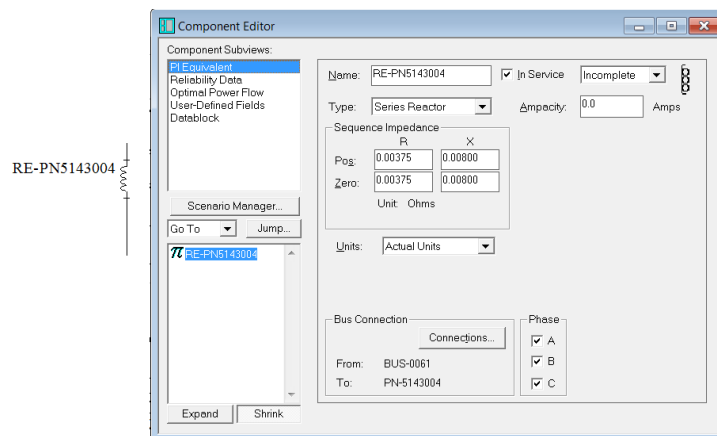 Component Editor
Component Subviews:
PI Equivalent
Reliability Data
Optimal Power Flow
User-Defined Fields
Datablock
Scenario Manager...
Go To
Jump...
π RE-PN5143004
Expand
Shrink
RE-PN5143004
Name: RE-PN5143004 In Service Incomplete
Type: Series Reactor Ampacity: 0.0 Amps
Sequence Impedance
R X
Pos: 0.00375 0.00800
Zero: 0.00375 0.00800
Unit: Ohms
Units: Actual Units
Bus Connection
Connections...
From: BUS-0061
To: PN-5143004
Phase
A
B
C